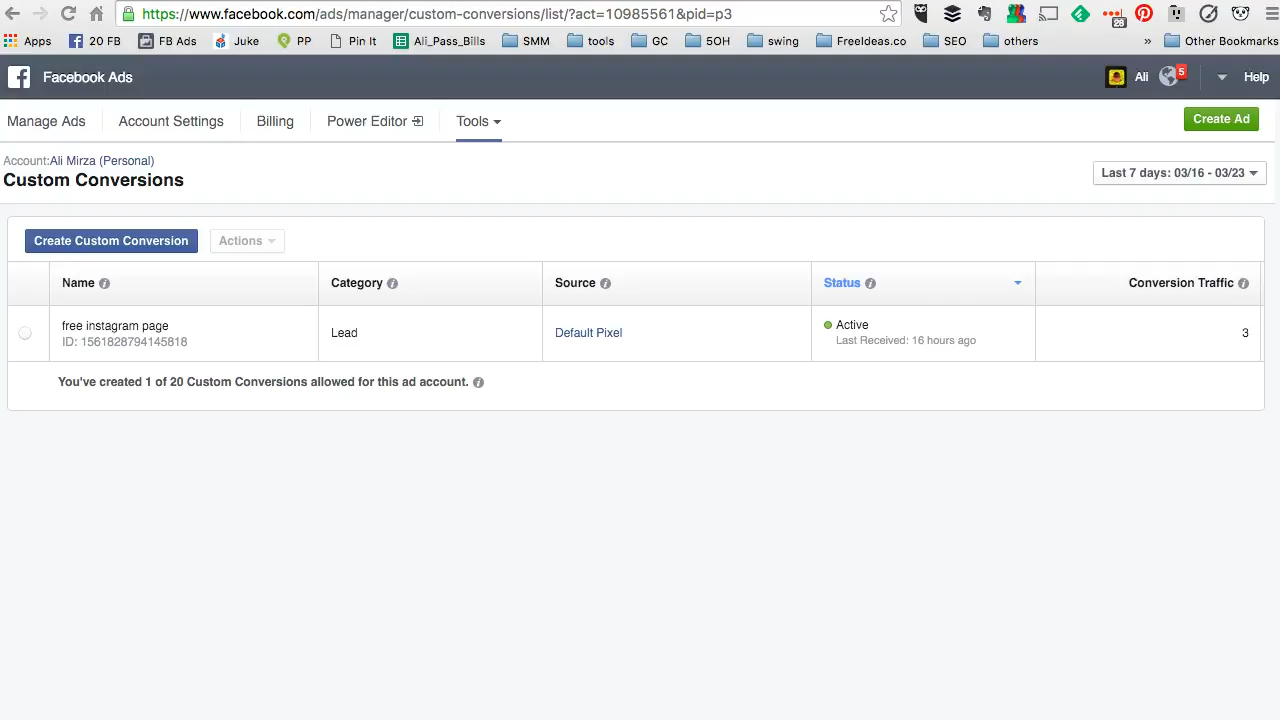 https://www.facebook.com/ads/manager/custom-conversions/list/?act=10985561&pid=p3
23
Apps 20 FB FB Ads Juke PP Pin It Ali_Pass_Bills SMM tools GC 5OH swing FreeIdeas.co SEO others » Other Bookmarks
Facebook Ads Ali 5 Help
Manage Ads Account Settings Billing Power Editor Tools Create Ad
Account:Ali Mirza (Personal)
Custom Conversions
Last 7 days: 03/16 - 03/23
Create Custom Conversion Actions
Name Category Source Status Conversion Traffic
free instagram page Lead Default Pixel Active 3
ID: 1561828794145818 Last Received: 16 hours ago
You've created 1 of 20 Custom Conversions allowed for this ad account.